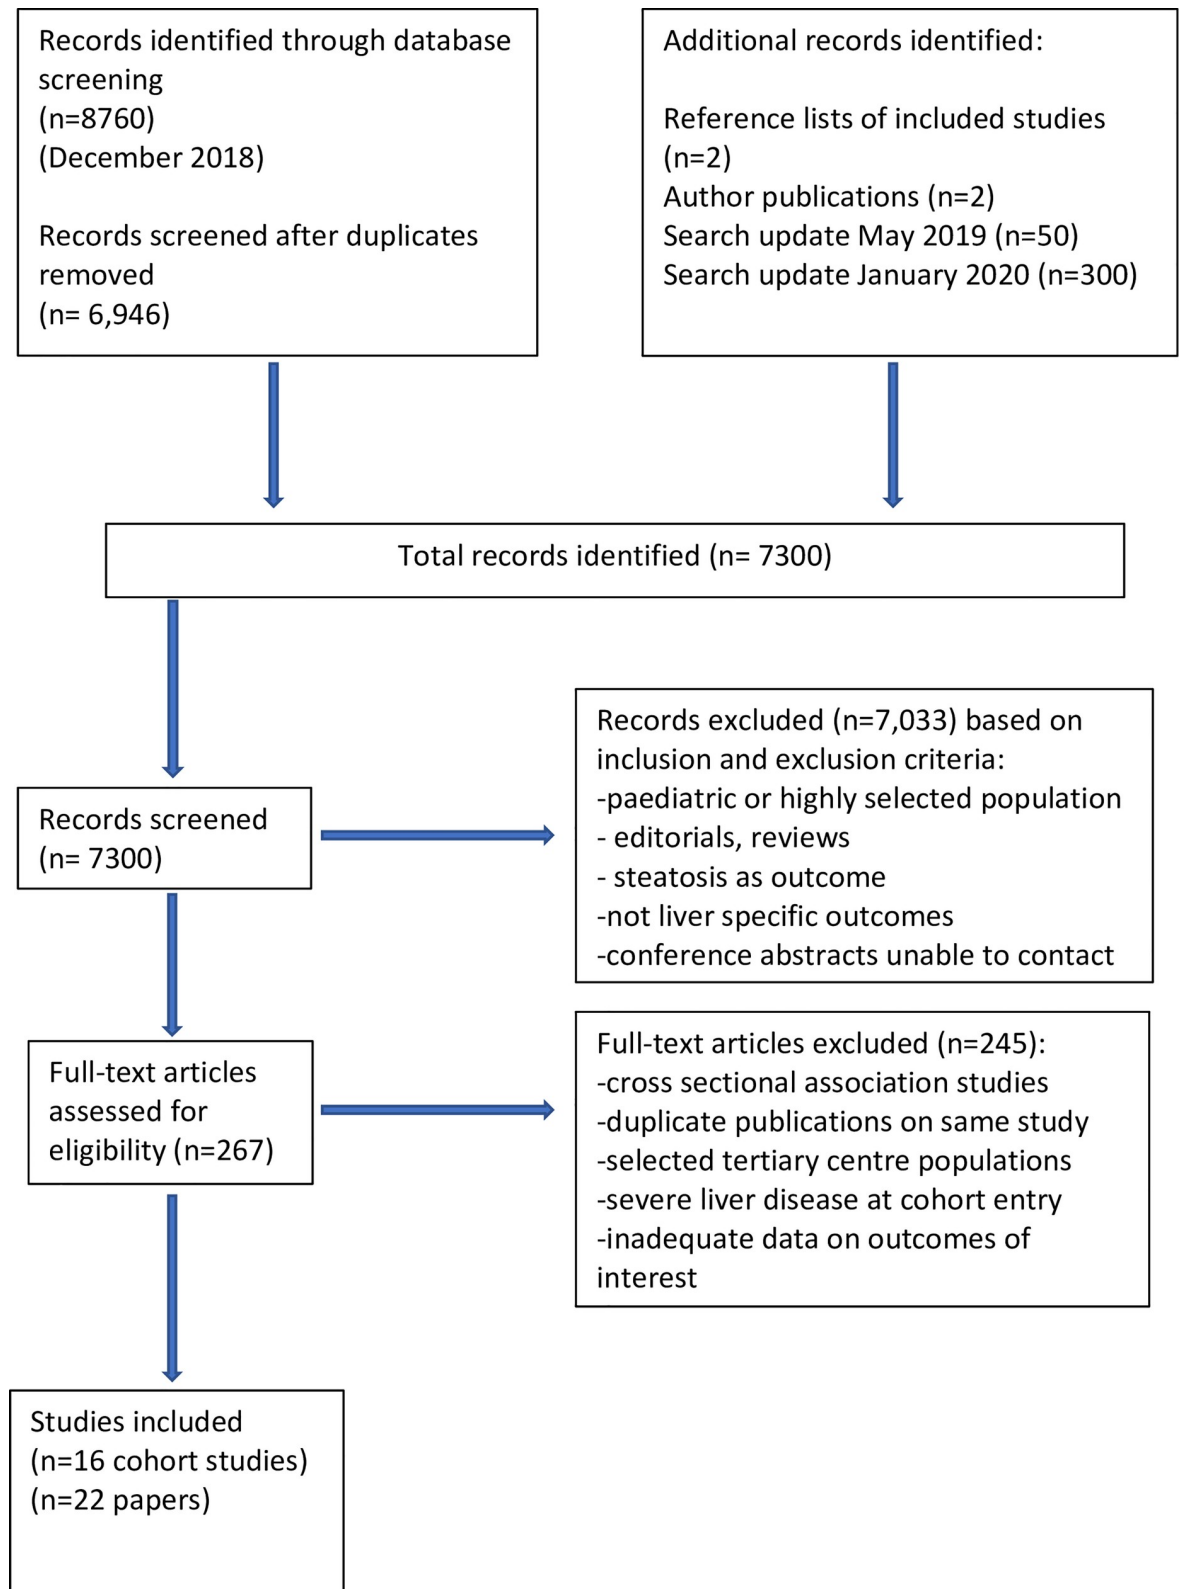 Records identified through database
screening
(n=8760)
(December 2018)
Records screened after duplicates
removed
(n= 6,946)
Additional records identified:
Reference lists of included studies
(n=2)
Author publications (n=2)
Search update May 2019 (n=50)
Search update January 2020 (n=300)
Total records identified (n= 7300)
Records screened
(n= 7300)
Records excluded (n=7,033) based on
inclusion and exclusion criteria:
-paediatric or highly selected population
- editorials, reviews
- steatosis as outcome
-not liver specific outcomes
-conference abstracts unable to contact
Full-text articles
assessed for
eligibility (n=267)
Full-text articles excluded (n=245):
-cross sectional association studies
-duplicate publications on same study
-selected tertiary centre populations
-severe liver disease at cohort entry
-inadequate data on outcomes of
interest
Studies included
(n=16 cohort studies)
(n=22 papers)